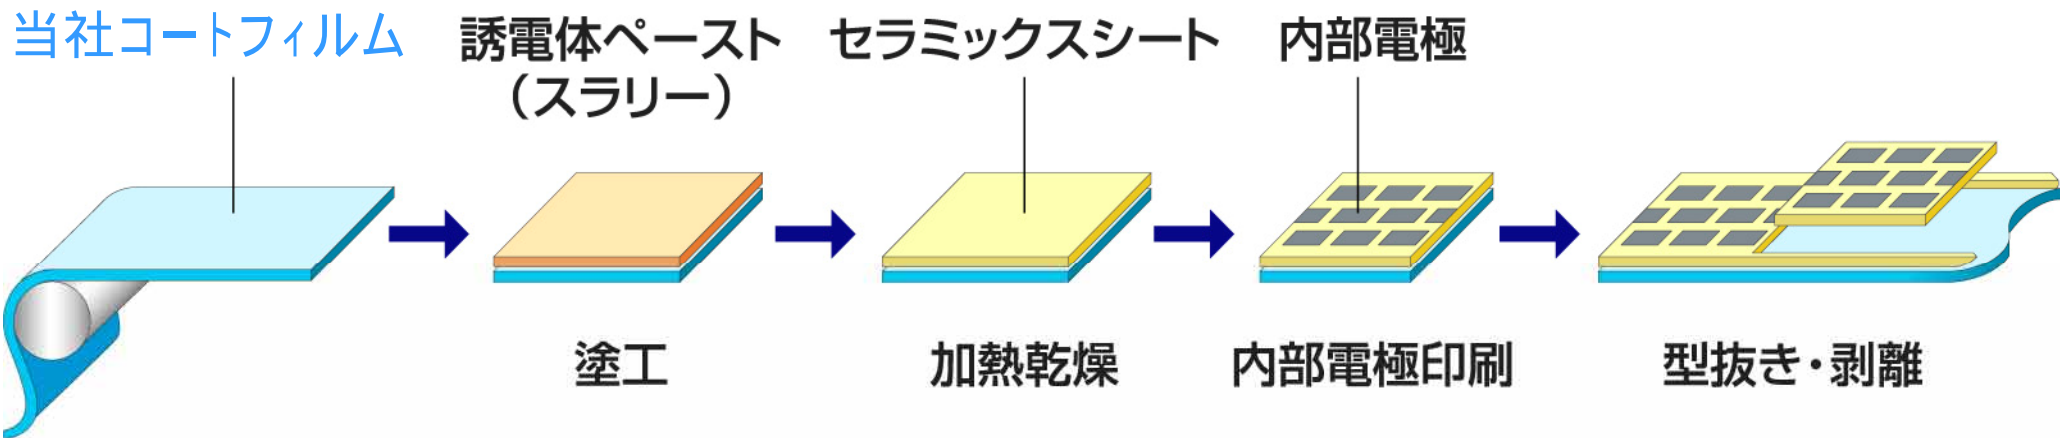 当社コートフィルム
誘電体ペースト
（スラリー）
セラミックスシート
内部電極
塗工
加熱乾燥
内部電極印刷
型抜き・剥離